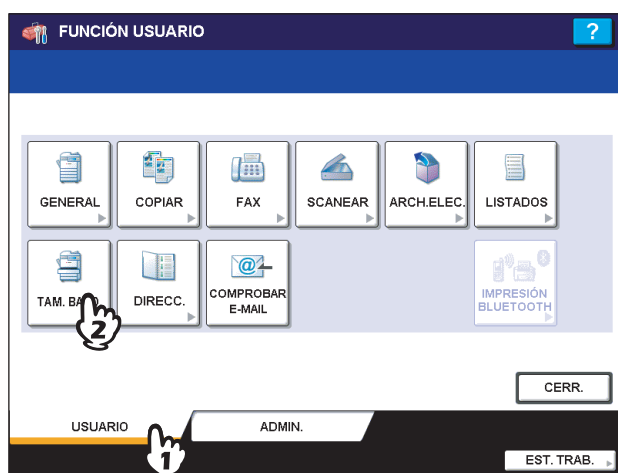 FUNCIÓN USUARIO
?
GENERAL
COPIAR
FAX
SCANEAR
ARCH.ELEC.
LISTADOS
TAM.
DIRECC.
COMPROBAR
E-MAIL
IMPRESIÓN
BLUETOOTH
2
CERR.
USUARIO
ADMIN.
1
EST. TRAB.